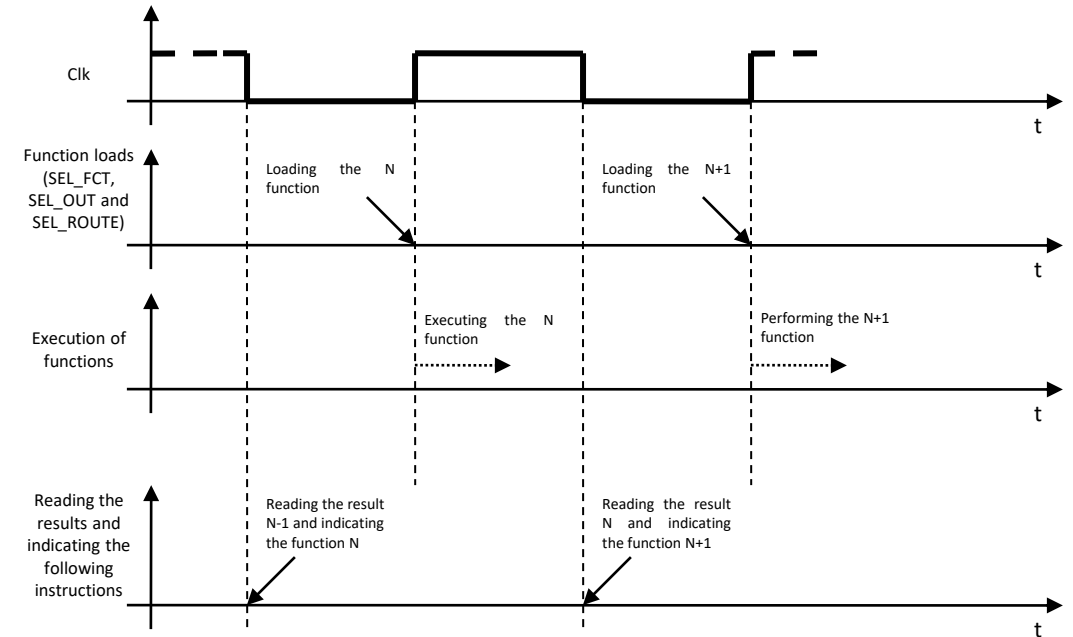 Clk
t
Function loads
(SEL_FCT,
SEL_OUT and
SEL_ROUTE)
Loading the N
function
Loading the N+1
function
t
Execution of
functions
Executing the N
function
Performing the N+1
function
t
Reading the
results and
indicating the
following
instructions
Reading the result
N-1 and indicating
the function N
Reading the result
N and indicating
the function N+1
t